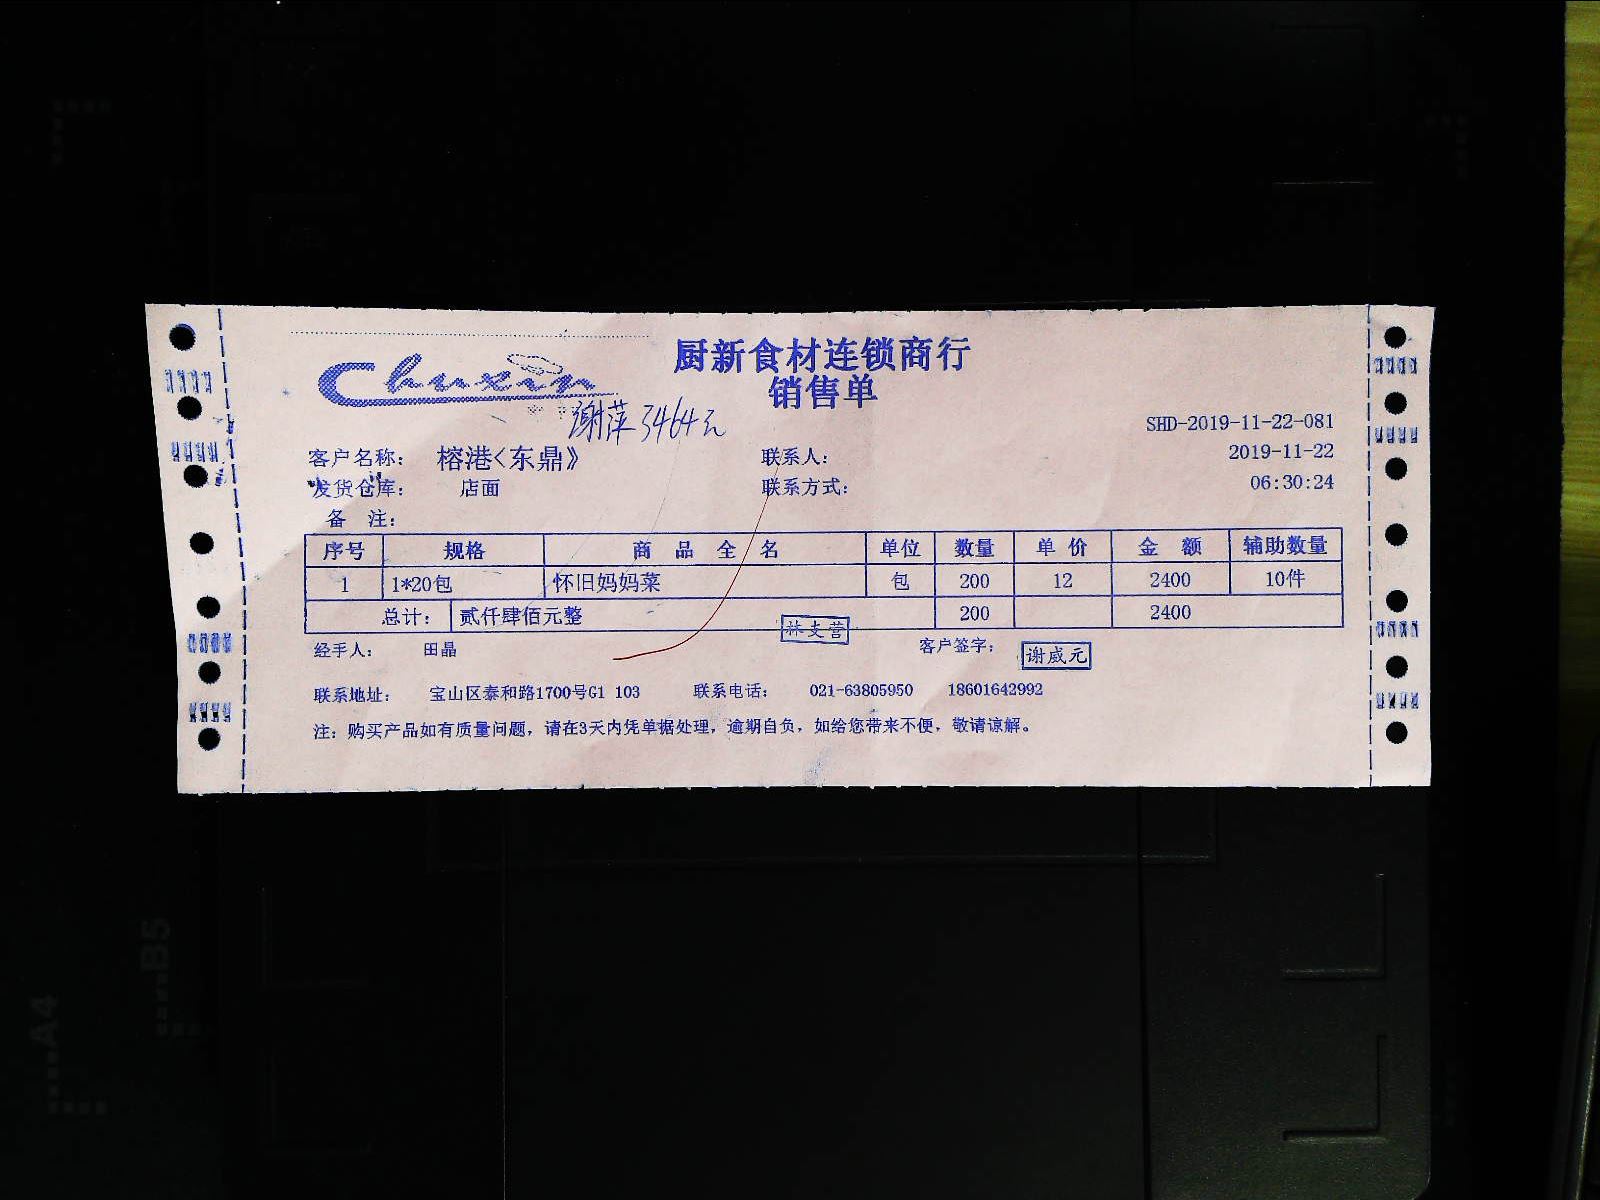 Chuxin
厨新食材连锁商行
销售单
谢萍 3464元
SHD-2019-11-22-081
客户名称： 榕港<东鼎》 联系人： 2019-11-22
发货仓库： 店面 联系方式： 06:30:24
备 注：
序号 规格 商 品 全 名 单位 数量 单 价 金 额 辅助数量
1 1*20包 怀旧妈妈菜 包 200 12 2400 10件
总计： 贰仟肆佰元整 200 2400
林支营
经手人： 田晶 客户签字： 谢威元
联系地址： 宝山区泰和路1700号G1 103 联系电话： 021-63805950 18601642992
注：购买产品如有质量问题，请在3天内凭单据处理，逾期自负，如给您带来不便，敬请谅解。
A4
B5